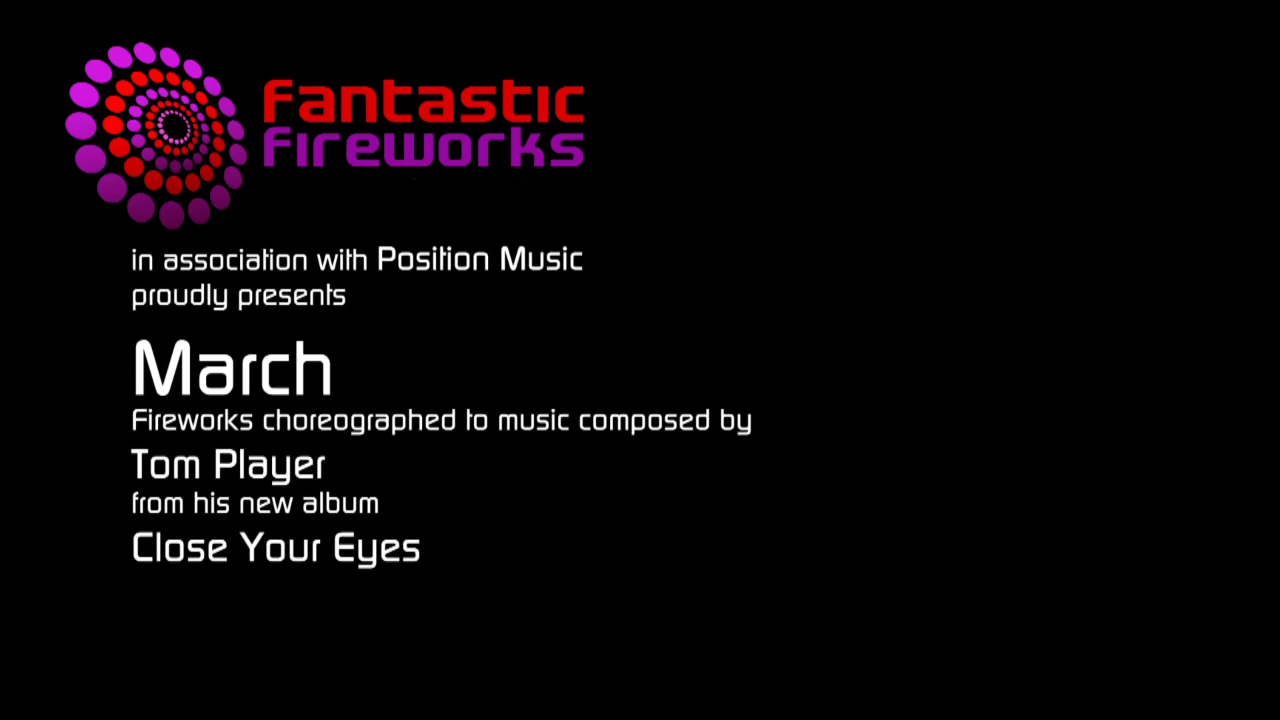 fantastic
fireworks
in association with Position Music
proudly presents
March
Fireworks choreographed to music composed by
Tom Player
from his new album
Close Your Eyes